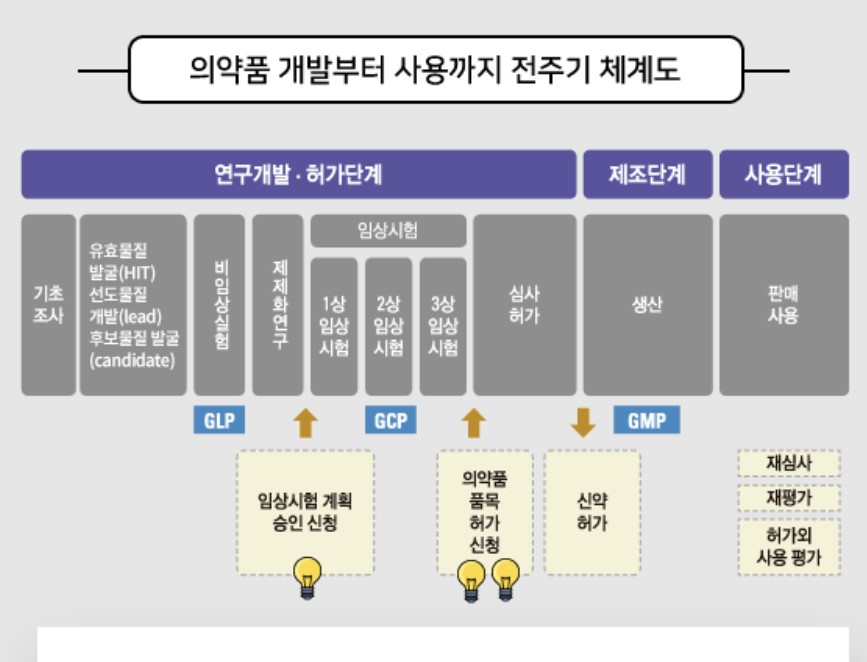 의약품 개발부터 사용까지 전주기 체계도
연구개발 · 허가단계
제조단계
사용단계
기초
조사
유효물질
발굴(HIT)
선도물질
개발(lead)
후보물질 발굴
(candidate)
비임상실험
제제화연구
임상시험
1상
임상
시험
2상
임상
시험
3상
임상
시험
심사
허가
생산
판매
사용
GLP
GCP
GMP
임상시험 계획
승인 신청
의약품
품목
허가
신청
신약
허가
재심사
재평가
허가외
사용 평가